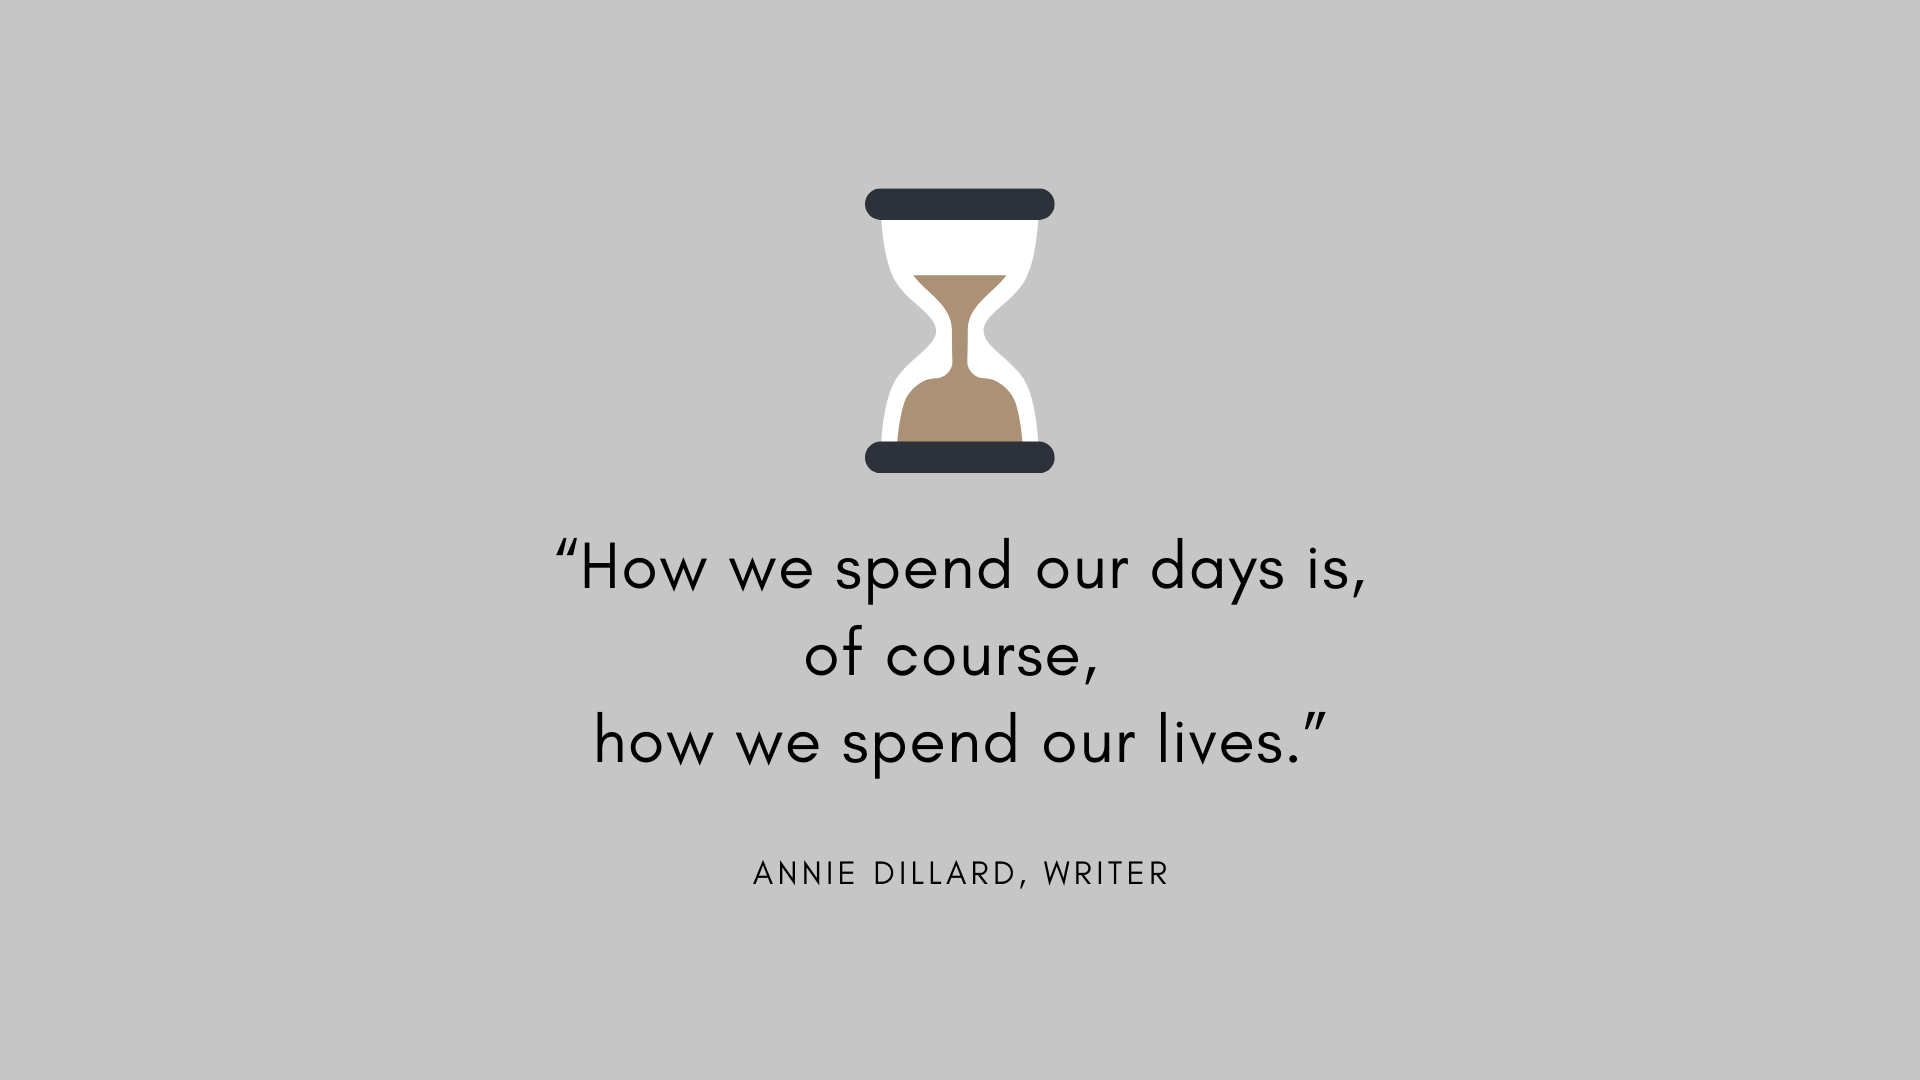 “How we spend our days is,
of course,
how we spend our lives.”
ANNIE DILLARD, WRITER